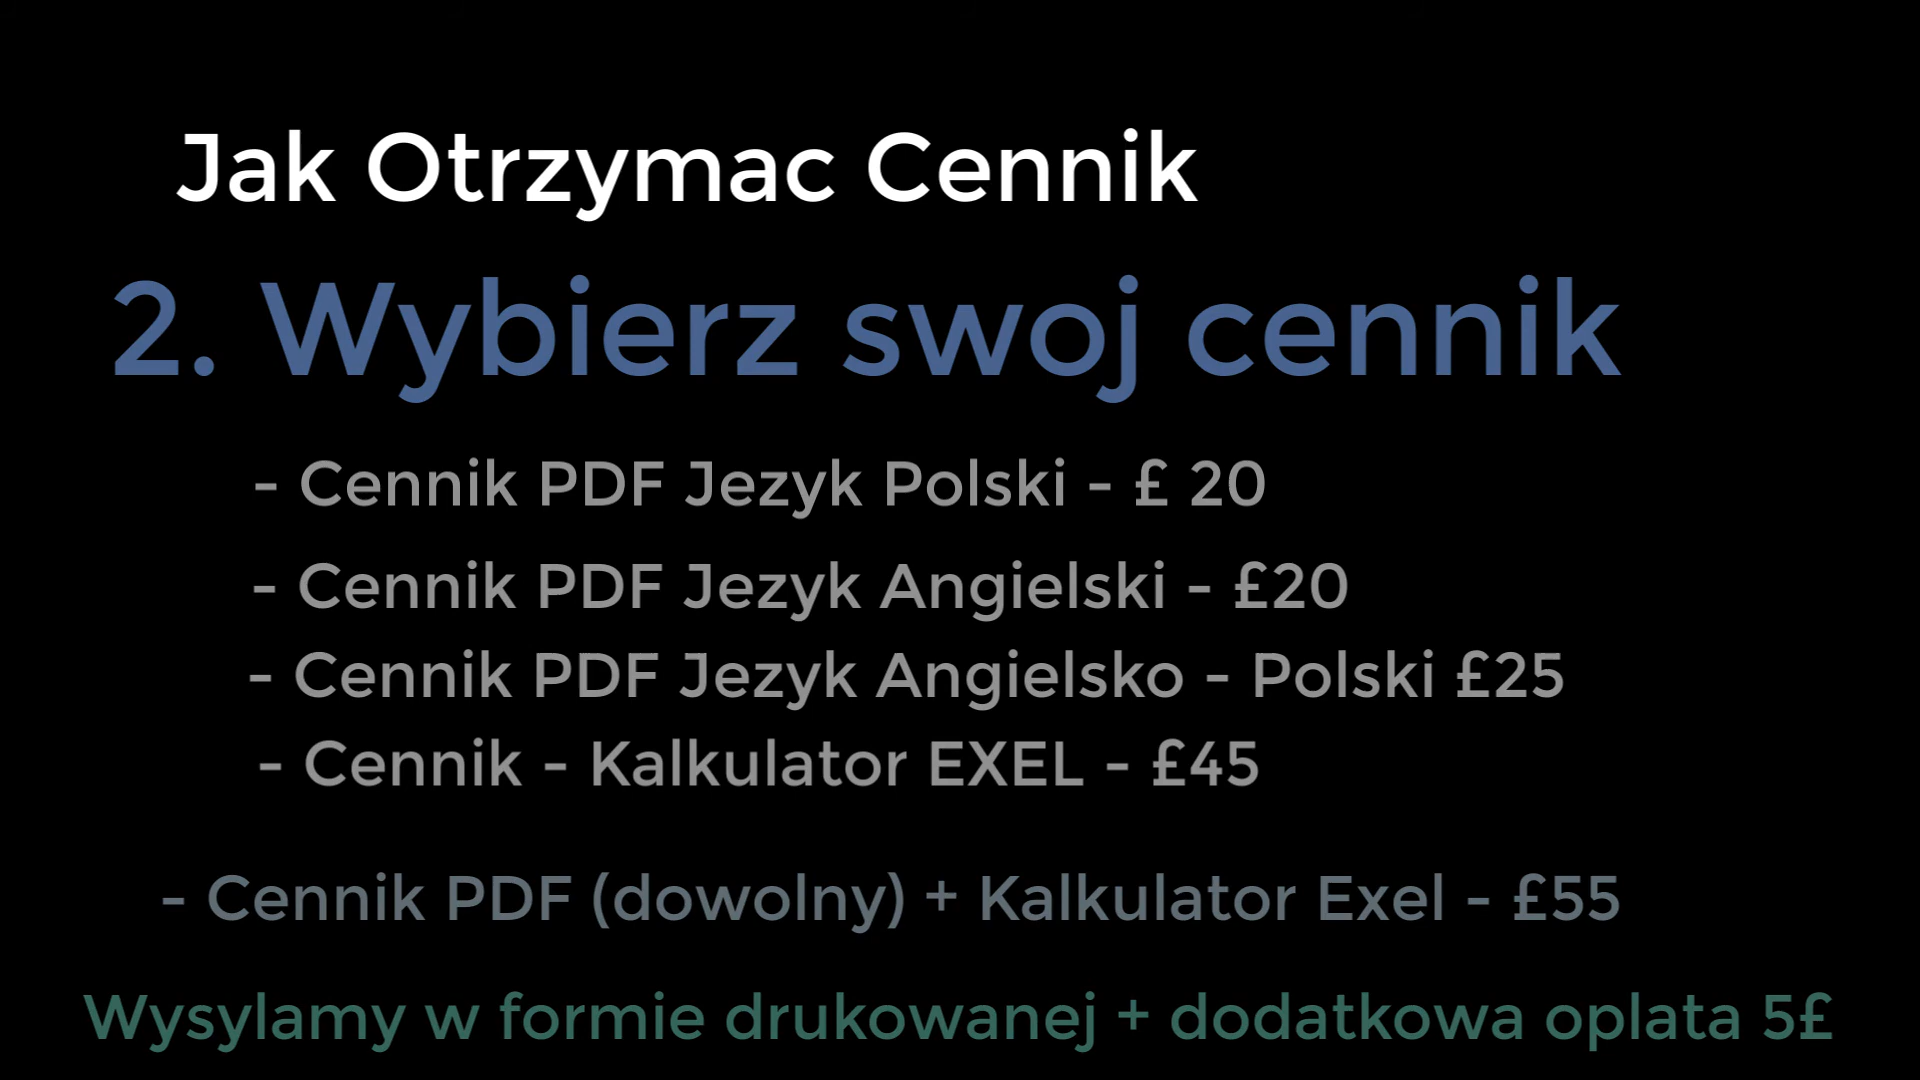 Jak Otrzymac Cennik
2. Wybierz swoj cennik
- Cennik PDF Jezyk Polski - £ 20
- Cennik PDF Jezyk Angielski - £20
- Cennik PDF Jezyk Angielsko - Polski £25
- Cennik - Kalkulator EXEL - £45
- Cennik PDF (dowolny) + Kalkulator Exel - £55
Wysylamy w formie drukowanej + dodatkowa oplata 5£